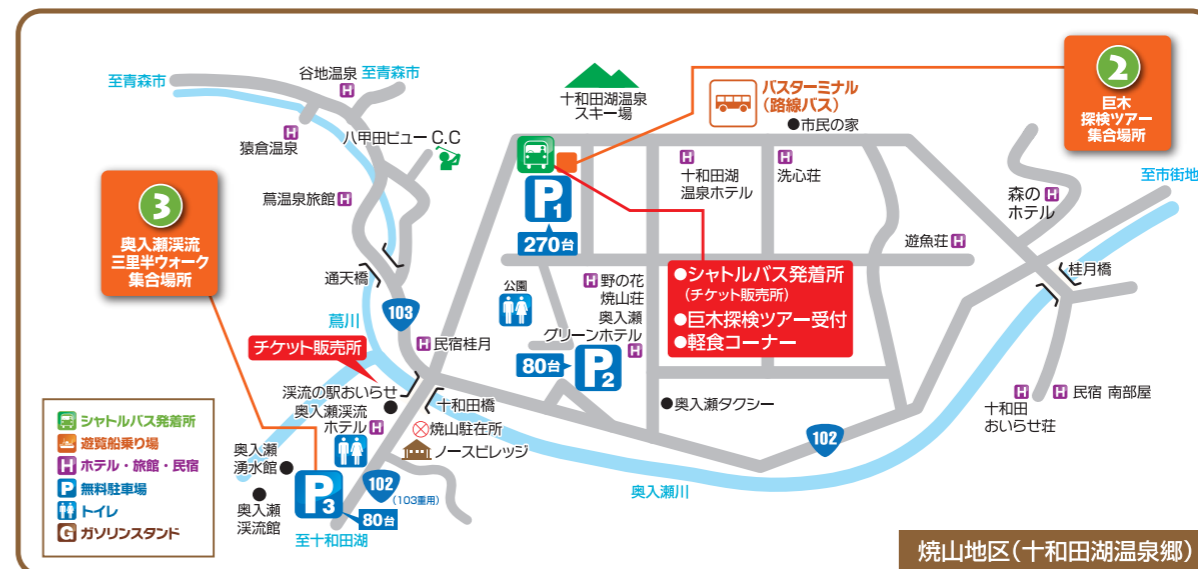 至青森市
谷地温泉
至青森市
H
猿倉温泉
H
八甲田ビューC.C
蔦温泉旅館
H
通天橋
蔦川
103
3
奥入瀬渓流
三里半ウォーク
集合場所
チケット販売所
渓流の駅おいらせ
奥入瀬渓流
ホテル
H
奥入瀬
湧水館
奥入瀬
渓流館
P3
80台
至十和田湖
102
(103重用)
十和田橋
焼山駐在所
ノースビレッジ
H
民宿桂月
十和田湖温泉
スキー場
バスターミナル
(路線バス)
市民の家
2
巨木
探検ツアー
集合場所
P1
270台
H
十和田湖
温泉ホテル
H
洗心荘
公園
H
野の花
焼山荘
奥入瀬
グリーンホテル
H
80台
P2
●シャトルバス発着所
(チケット販売所)
●巨木探検ツアー受付
●軽食コーナー
奥入瀬タクシー
遊魚荘
H
森の
ホテル
H
至市街地
桂月橋
H
十和田
おいらせ荘
H
民宿 南部屋
102
奥入瀬川
シャトルバス発着所
遊覧船乗り場
H ホテル・旅館・民宿
P 無料駐車場
トイレ
G ガソリンスタンド
焼山地区(十和田湖温泉郷)